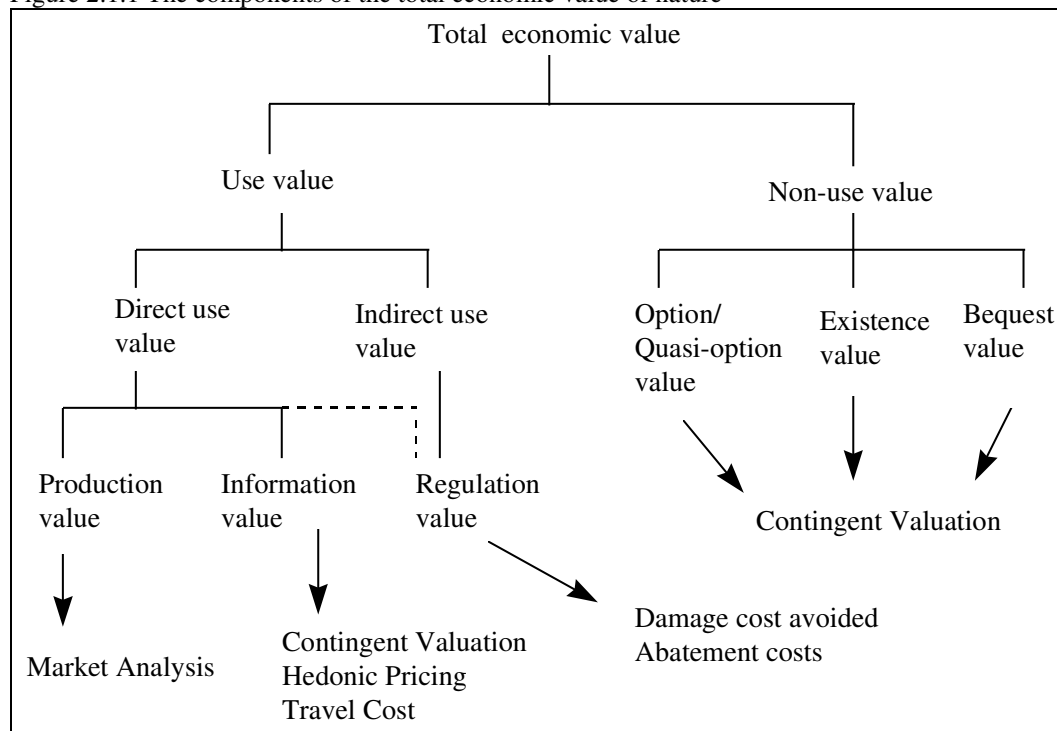 Figure 2.1.1 The components of the total economic value of nature
Total economic value
Use value
Non-use value
Direct use
value
Indirect use
value
Option/
Quasi-option
value
Existence
value
Bequest
value
Production
value
Information
value
Regulation
value
Contingent Valuation
Market Analysis
Contingent Valuation
Hedonic Pricing
Travel Cost
Damage cost avoided
Abatement costs